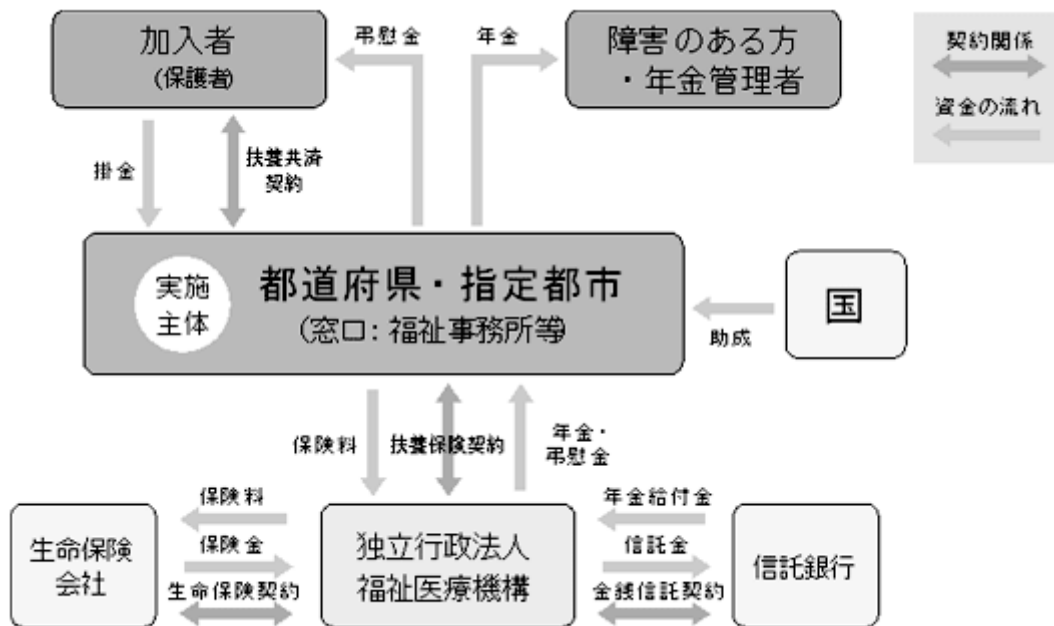 加入者
(保護者)
弔慰金
年金
障害のある方
・年金管理者
契約関係
資金の流れ
掛金
扶養共済
契約
実施
主体
都道府県・指定都市
(窓口:福祉事務所等)
国
助成
保険料
扶養保険契約
年金・
弔慰金
生命保険
会社
保険料
保険金
生命保険契約
独立行政法人
福祉医療機構
年金給付金
信託金
金銭信託契約
信託銀行